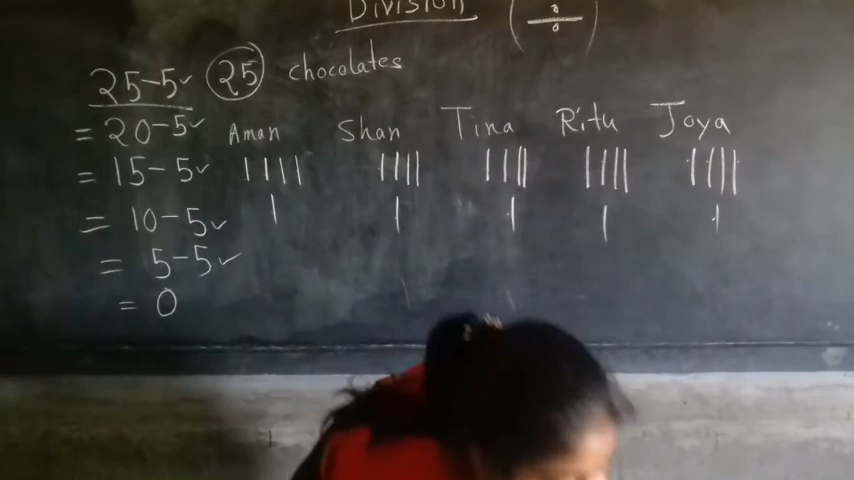 Division (÷)
25-5✓ 25 chocolates
= 20-5✓ Aman Shan Tina Ritu Joya
= 15-5✓ |||| |||| |||| |||| ||||
= 10-5✓ | | | | |
= 5-5✓
= 0